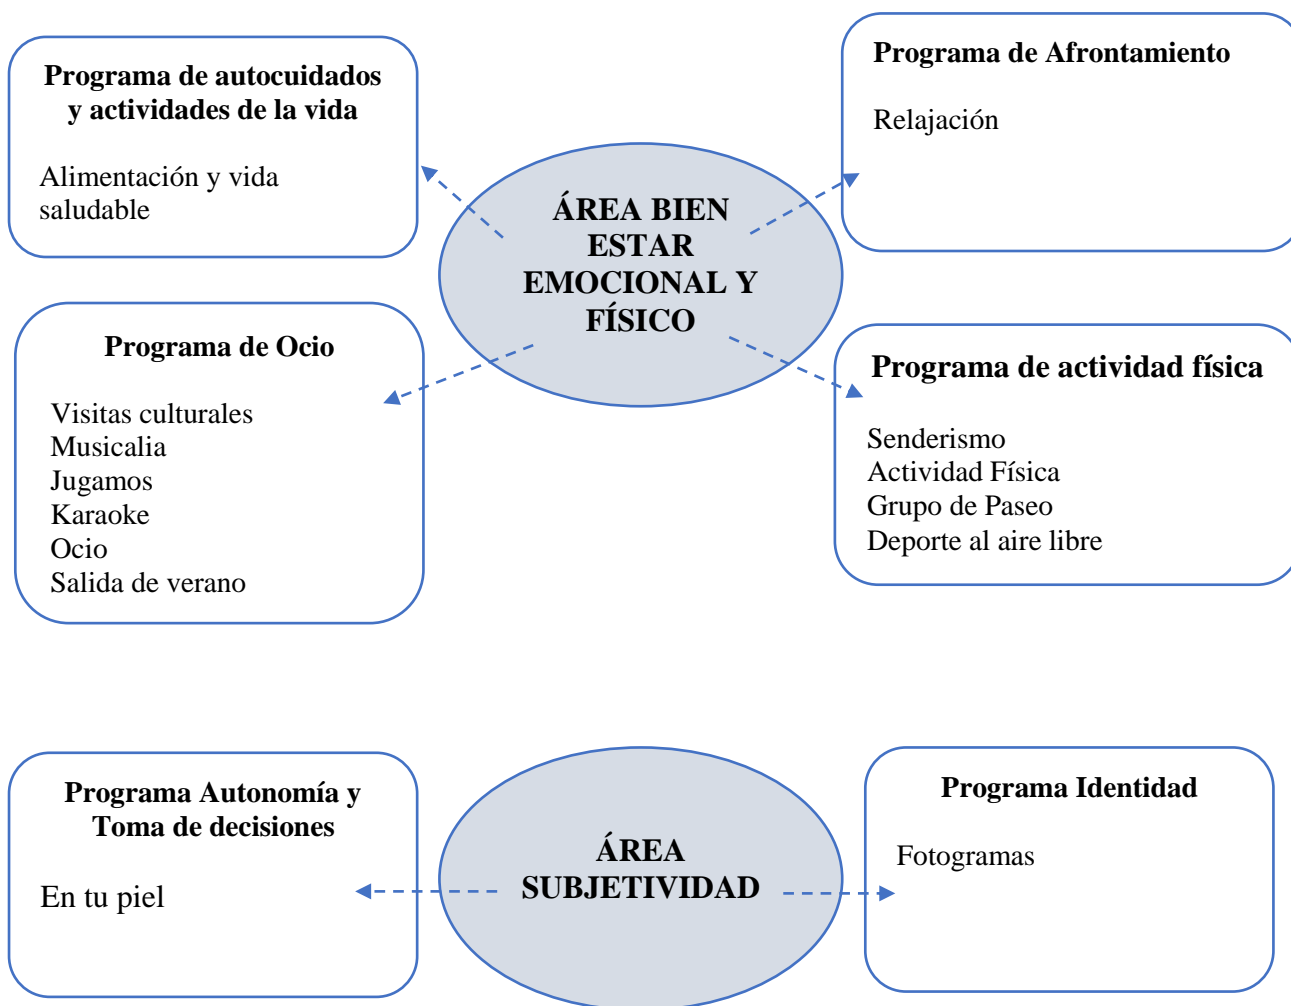 Programa de autocuidados
y actividades de la vida
Alimentación y vida
saludable
Programa de Afrontamiento
Relajación
ÁREA BIEN
ESTAR
EMOCIONAL Y
FÍSICO
Programa de Ocio
Visitas culturales
Musicalia
Jugamos
Karaoke
Ocio
Salida de verano
Programa de actividad física
Senderismo
Actividad Física
Grupo de Paseo
Deporte al aire libre
Programa Autonomía y
Toma de decisiones
En tu piel
ÁREA
SUBJETIVIDAD
Programa Identidad
Fotogramas